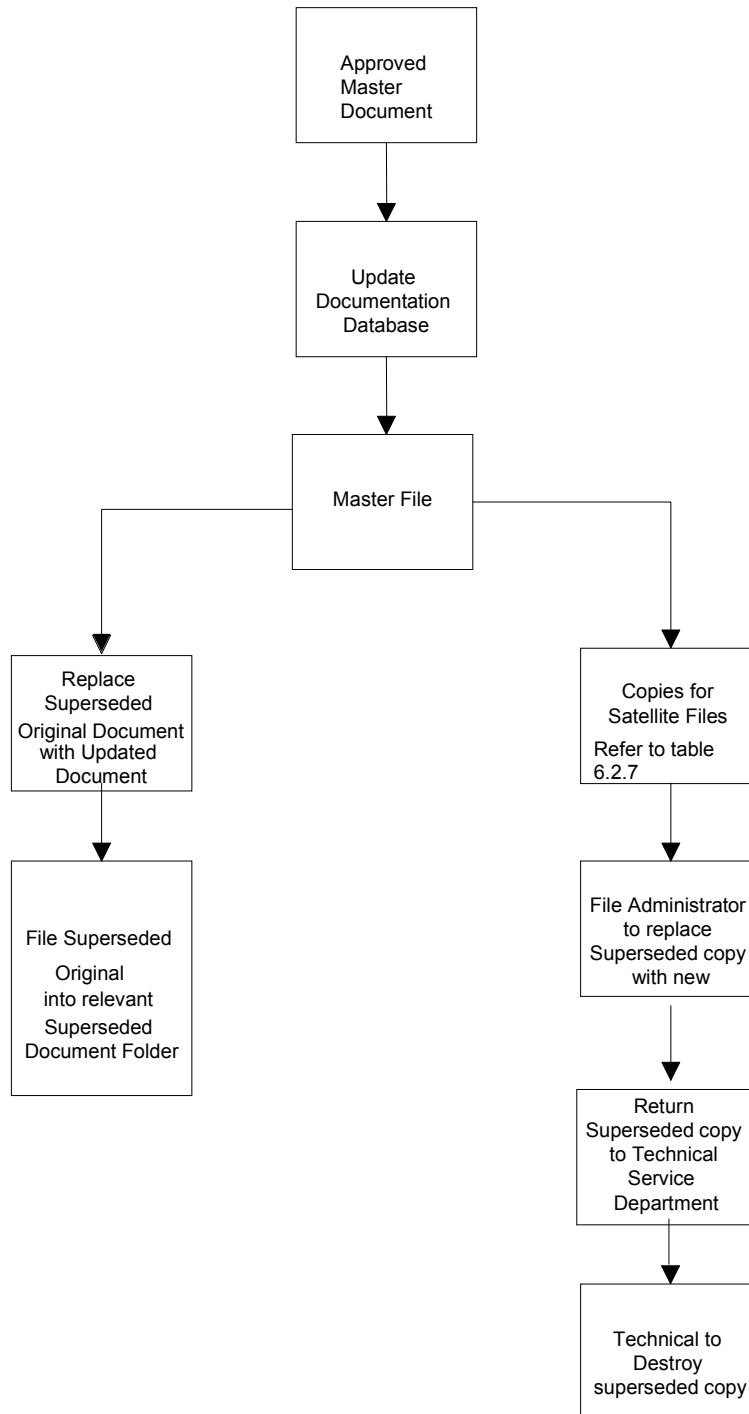 Approved
Master
Document
Update
Documentation
Database
Master File
Replace
Superseded
Original Document
with Updated
Document
File Superseded
Original
into relevant
Superseded
Document Folder
Copies for
Satellite Files
Refer to table
6.2.7
File Administrator
to replace
Superseded copy
with new
Return
Superseded copy
to Technical
Service
Department
Technical to
Destroy
superseded copy